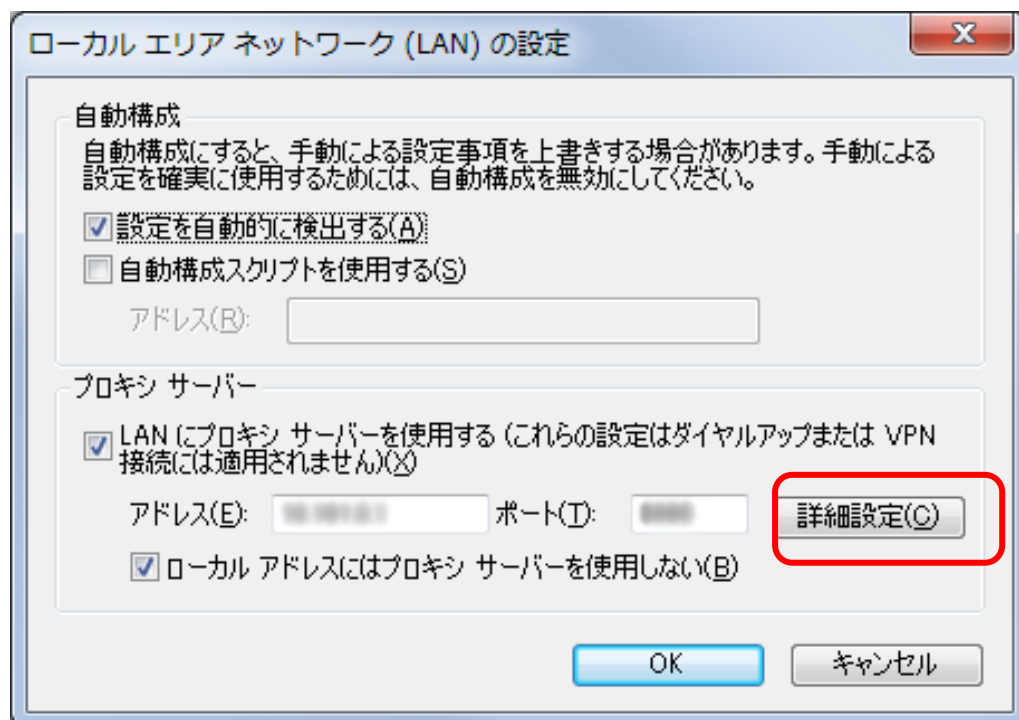 ローカル エリア ネットワーク (LAN) の設定
自動構成
自動構成にすると、手動による設定事項を上書きする場合があります。手動による
設定を確実に使用するためには、自動構成を無効にしてください。
設定を自動的に検出する(A)
自動構成スクリプトを使用する(S)
アドレス(R):
プロキシ サーバー
LAN にプロキシ サーバーを使用する (これらの設定はダイヤルアップまたは VPN
接続には適用されません)(X)
アドレス(E): ポート(T): 詳細設定(C)
ローカル アドレスにはプロキシ サーバーを使用しない(B)
OK キャンセル